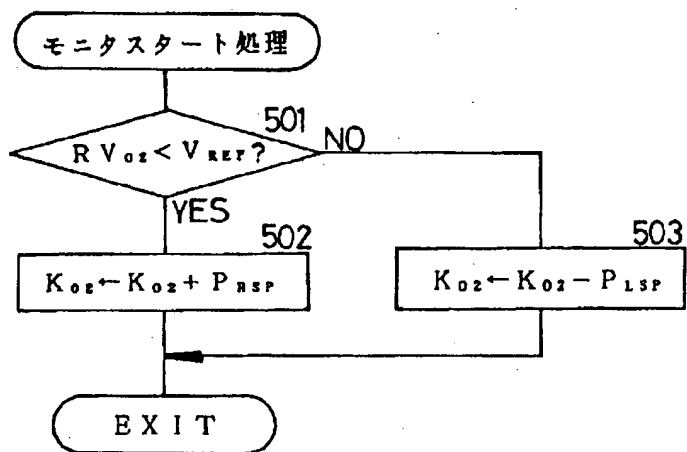 モニタスタート処理
501
R V₀₂ < V_REF ?
NO
YES
502
503
K₀₂ ← K₀₂ + P_RSP
K₀₂ ← K₀₂ − P_LSP
EXIT